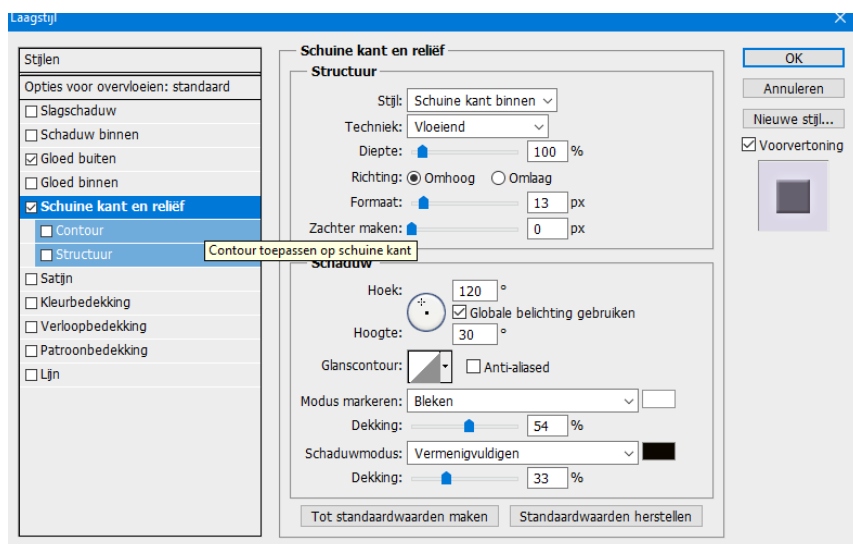 Laagstijl
Stijlen
Opties voor overvloeien: standaard
Slagschaduw
Schaduw binnen
Gloed buiten
Gloed binnen
Schuine kant en reliëf
Contour
Structuur
Satijn
Kleurbedekking
Verloopbedekking
Patroonbedekking
Lijn
Contour toepassen op schuine kant
Schuine kant en reliëf
Structuur
Stijl: Schuine kant binnen
Techniek: Vloeiend
Diepte: 100 %
Richting: Omhoog Omlaag
Formaat: 13 px
Zachter maken: 0 px
Schaduw
Hoek: 120 °
Globale belichting gebruiken
Hoogte: 30 °
Glanscontour: Anti-aliased
Modus markeren: Bleken
Dekking: 54 %
Schaduwmodus: Vermenigvuldigen
Dekking: 33 %
Tot standaardwaarden maken Standaardwaarden herstellen
OK
Annuleren
Nieuwe stijl...
Voorvertoning